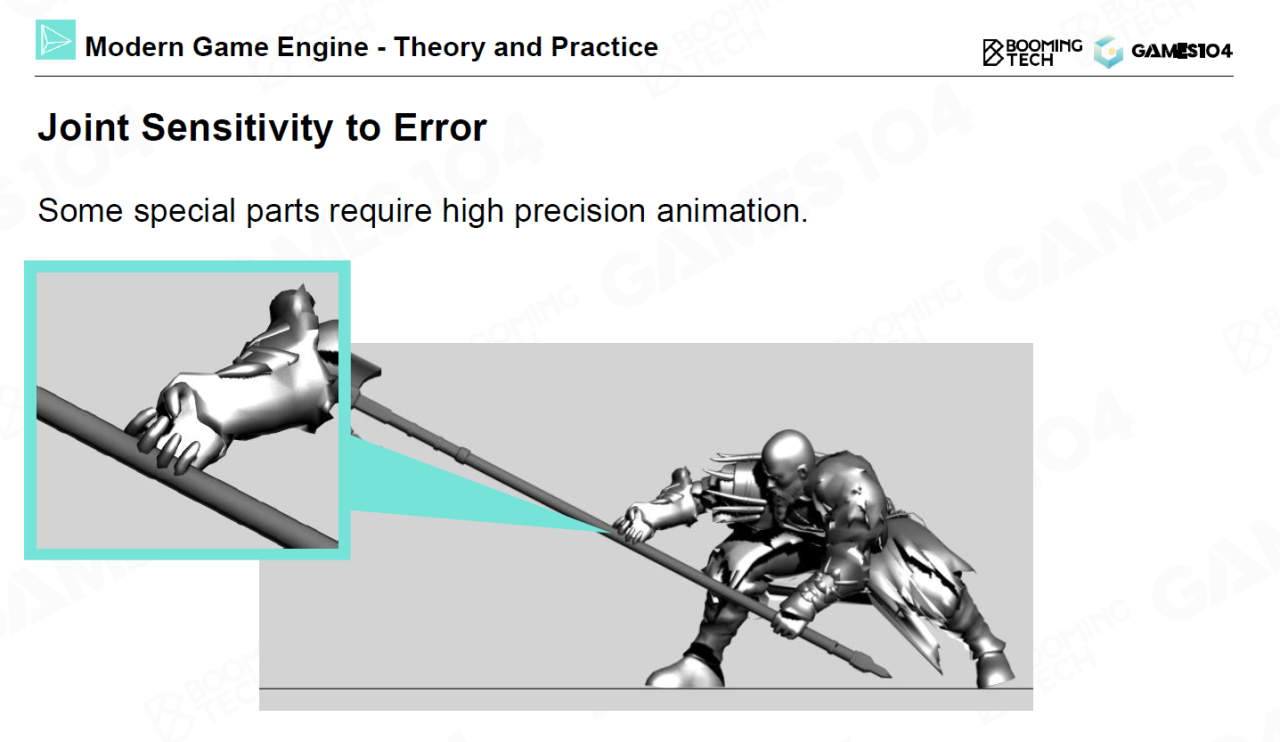 Modern Game Engine - Theory and Practice
BOOMING
TECH
GAMES104
Joint Sensitivity to Error
Some special parts require high precision animation.